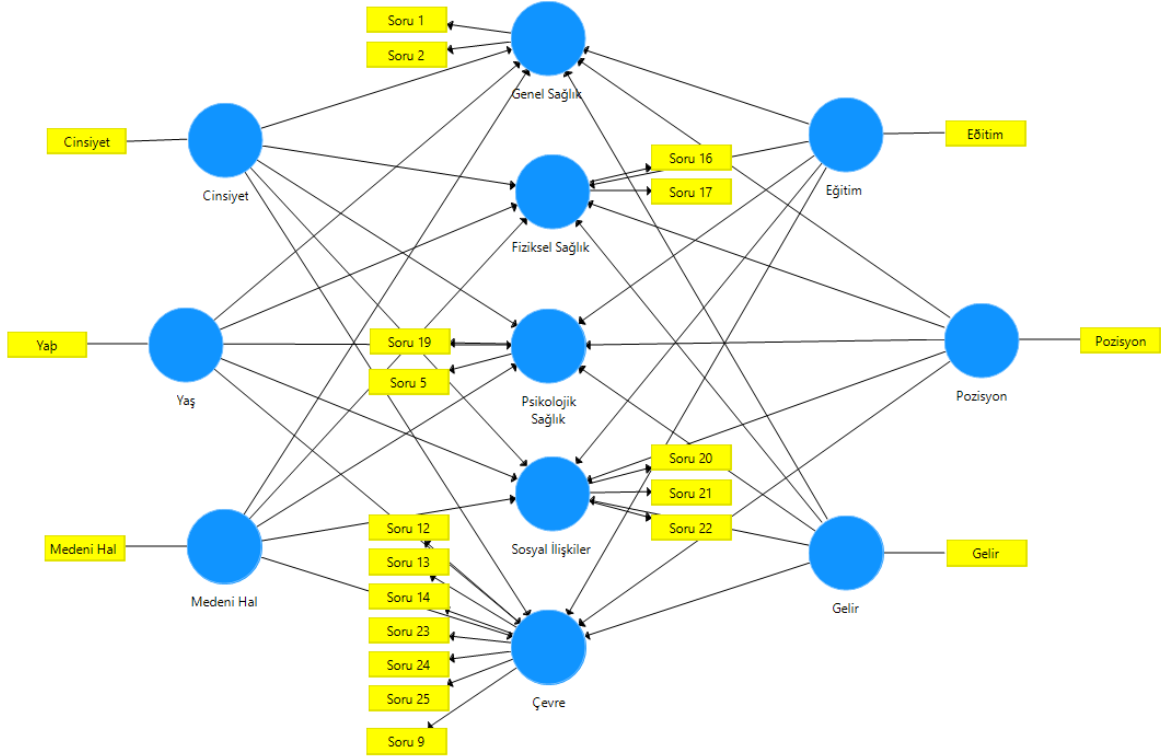 Soru 1
Soru 2
Genel Sağlık
Cinsiyet
Cinsiyet
Eğitim
Eðitim
Soru 16
Soru 17
Fiziksel Sağlık
Yaþ
Yaş
Soru 19
Soru 5
Psikolojik
Sağlık
Pozisyon
Pozisyon
Soru 20
Soru 21
Soru 22
Sosyal İlişkiler
Medeni Hal
Medeni Hal
Gelir
Gelir
Soru 12
Soru 13
Soru 14
Soru 23
Soru 24
Soru 25
Soru 9
Çevre